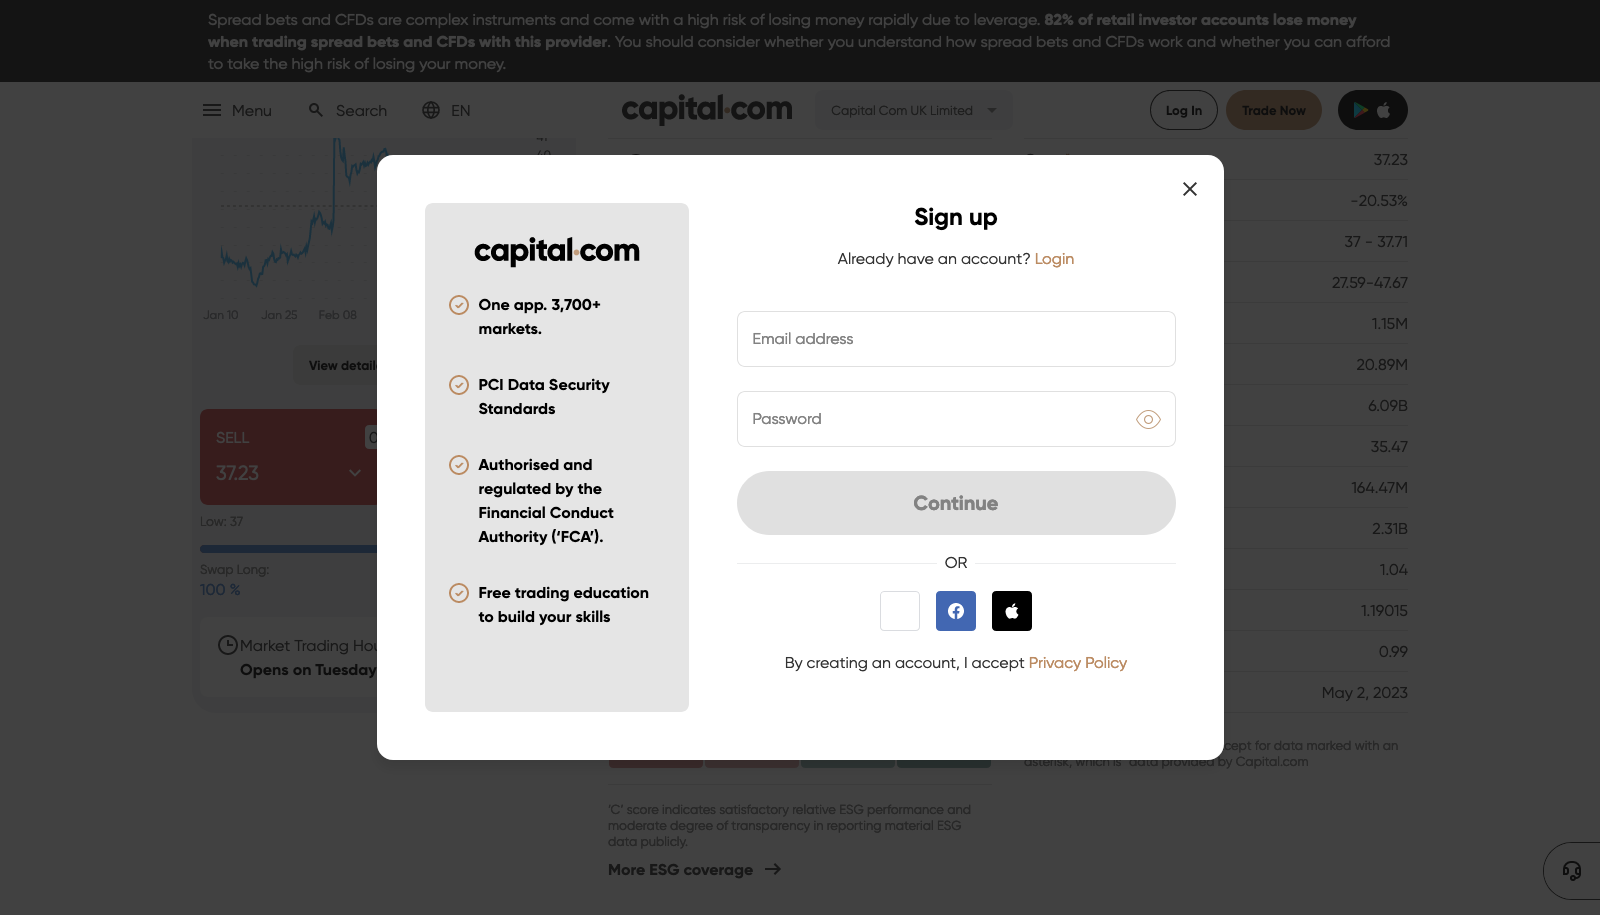 Spread bets and CFDs are complex instruments and come with a high risk of losing money rapidly due to leverage. 82% of retail investor accounts lose money
when trading spread bets and CFDs with this provider. You should consider whether you understand how spread bets and CFDs work and whether you can afford
to take the high risk of losing your money.
Menu
Search
EN
capital.com
Capital Com UK Limited
Log In
Trade Now
Jan 10
Jan 25
Feb 08
SELL
37.23
Low: 37
Swap Long:
100 %
Market Trading
Opens on Tuesday
capital.com
One app. 3,700+
markets.
PCI Data Security
Standards
Authorised and
regulated by the
Financial Conduct
Authority (‘FCA’).
Free trading education
to build your skills
Sign up
Already have an account? Login
Email address
Password
Continue
OR
By creating an account, I accept Privacy Policy
37.23
-20.53%
37 - 37.71
27.59-47.67
1.15M
20.89M
6.09B
35.47
164.47M
2.31B
1.04
1.19015
0.99
May 2, 2023
for data marked with an
asterisk, which is data provided by Capital.com
‘C’ score indicates satisfactory relative ESG performance and
moderate degree of transparency in reporting material ESG
data publicly.
More ESG coverage
View